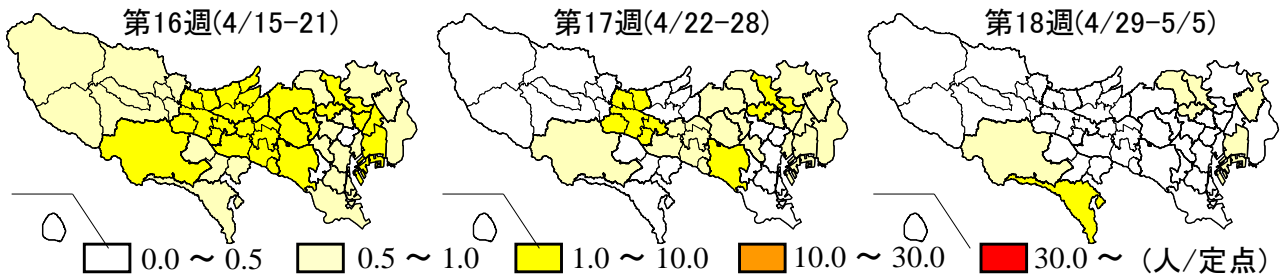 第16週(4/15-21)
第17週(4/22-28)
第18週(4/29-5/5)
0.0 ～ 0.5
0.5 ～ 1.0
1.0 ～ 10.0
10.0 ～ 30.0
30.0 ～ (人/定点)